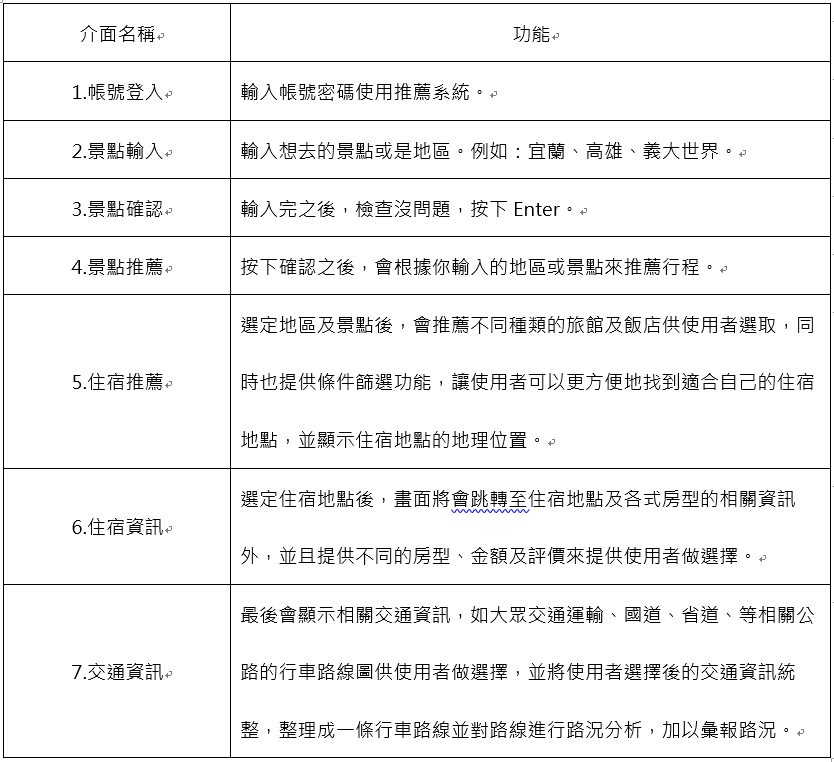 介面名稱
功能
1.帳號登入
輸入帳號密碼使用推薦系統。
2.景點輸入
輸入想去的景點或是地區。例如：宜蘭、高雄、義大世界。
3.景點確認
輸入完之後，檢查沒問題，按下 Enter。
4.景點推薦
按下確認之後，會根據你輸入的地區或景點來推薦行程。
5.住宿推薦
選定地區及景點後，會推薦不同種類的旅館及飯店供使用者選取，同
時也提供條件篩選功能，讓使用者可以更方便地找到適合自己的住宿
地點，並顯示住宿地點的地理位置。
6.住宿資訊
選定住宿地點後，畫面將會跳轉至住宿地點及各式房型的相關資訊
外，並且提供不同的房型、金額及評價來提供使用者做選擇。
7.交通資訊
最後會顯示相關交通資訊，如大眾交通運輸、國道、省道、等相關公
路的行車路線圖供使用者做選擇，並將使用者選擇後的交通資訊統
整，整理成一條行車路線並對路線進行路況分析，加以彙報路況。